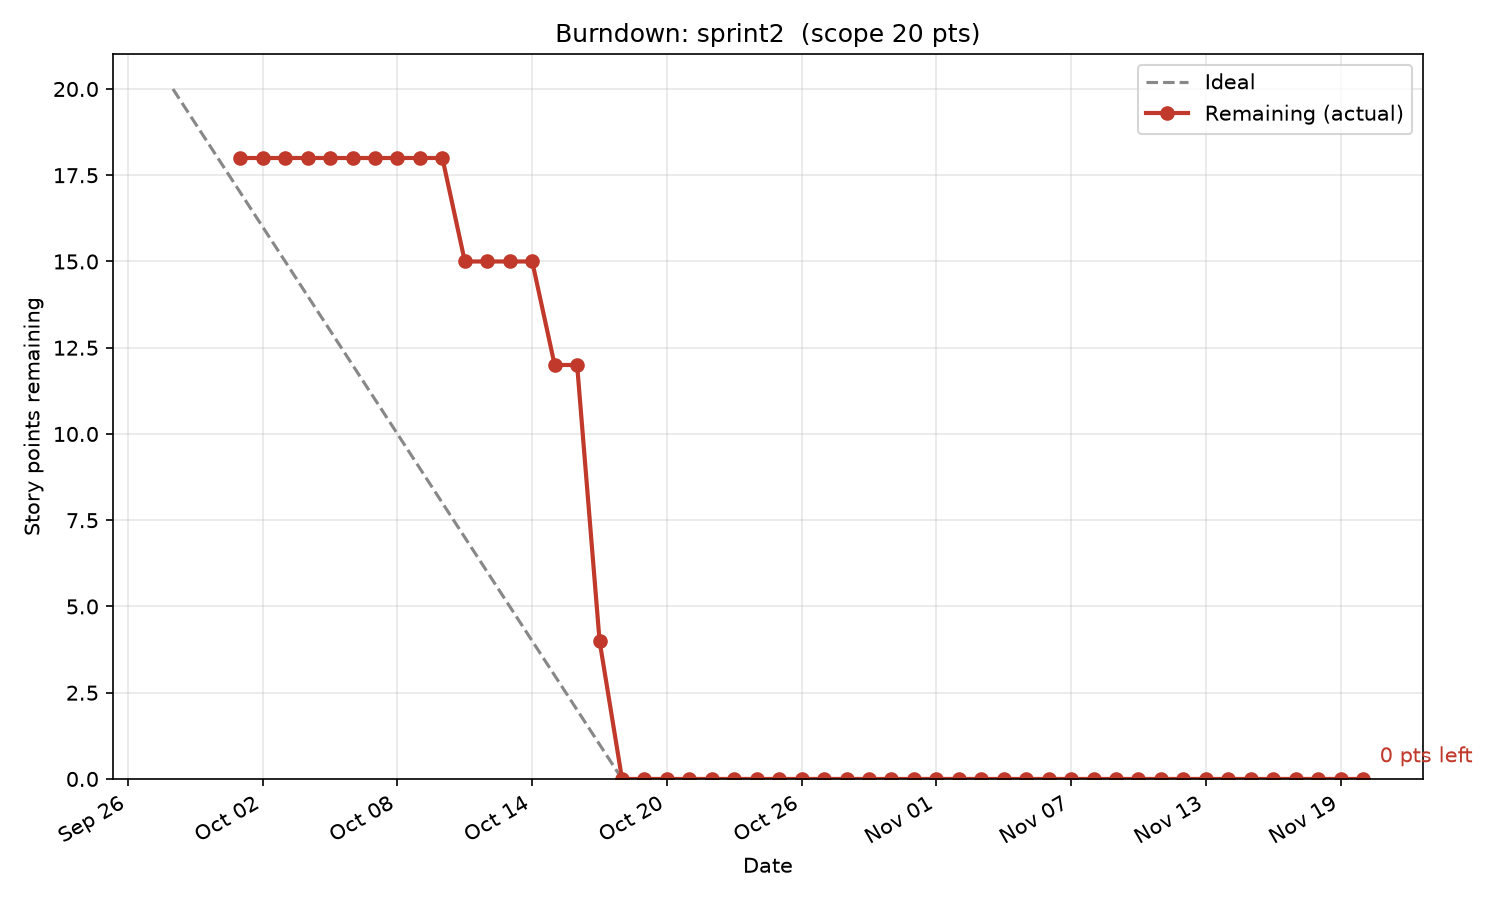 Burndown: sprint2  (scope 20 pts)
Ideal
Remaining (actual)
Story points remaining
20.0
17.5
15.0
12.5
10.0
7.5
5.0
2.5
0.0
0 pts left
Sep 26
Oct 02
Oct 08
Oct 14
Oct 20
Oct 26
Nov 01
Nov 07
Nov 13
Nov 19
Date